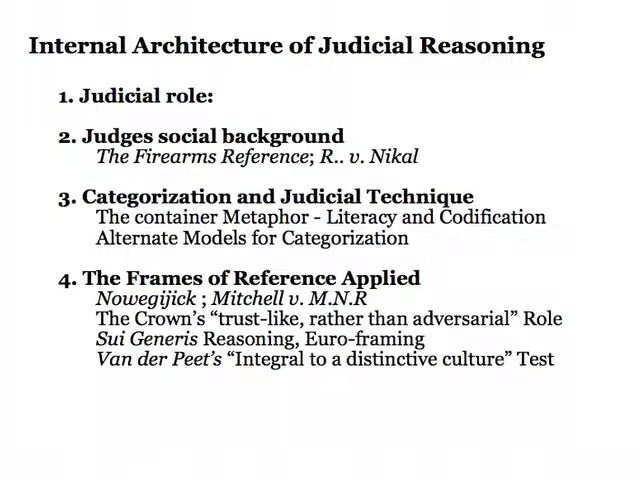 Internal Architecture of Judicial Reasoning
1. Judicial role:
2. Judges social background
The Firearms Reference; R.. v. Nikal
3. Categorization and Judicial Technique
The container Metaphor - Literacy and Codification
Alternate Models for Categorization
4. The Frames of Reference Applied
Nowegijick ; Mitchell v. M.N.R
The Crown’s “trust-like, rather than adversarial” Role
Sui Generis Reasoning, Euro-framing
Van der Peet’s “Integral to a distinctive culture” Test